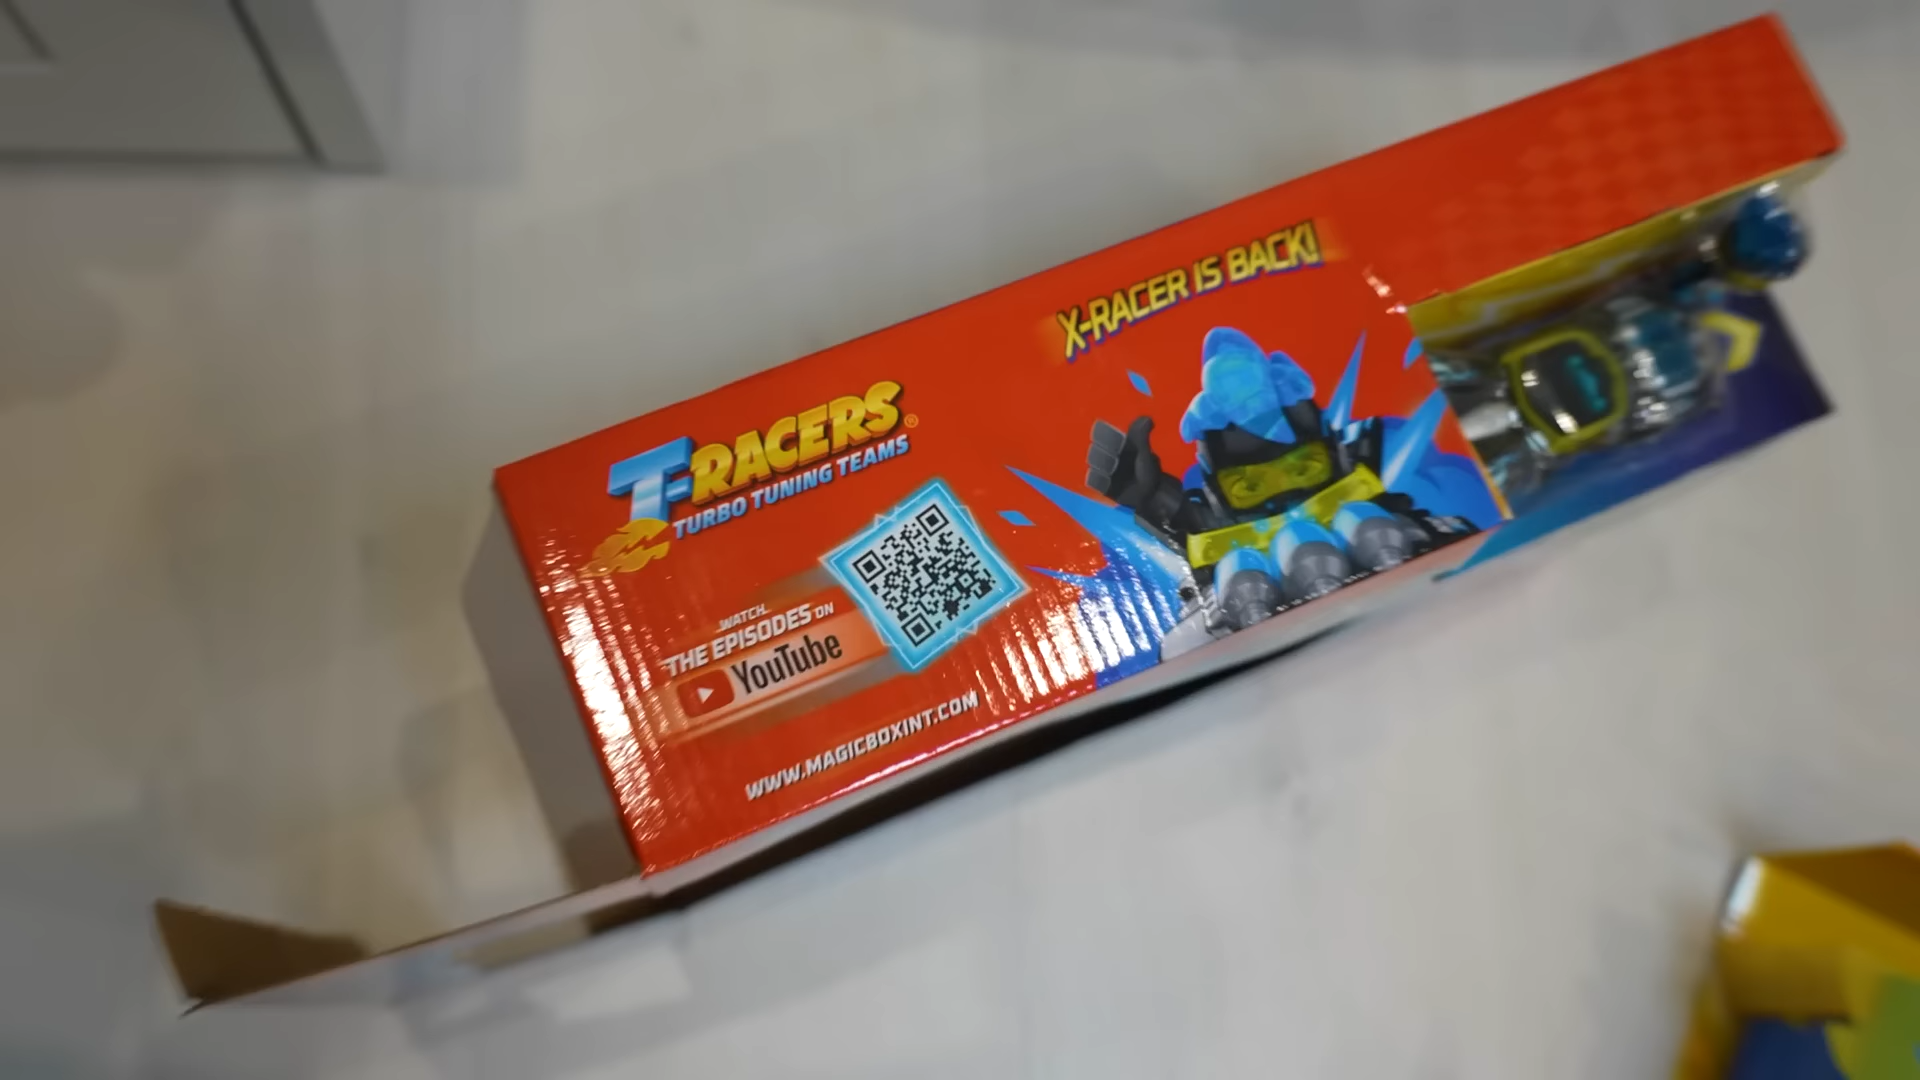 X-RACER IS BACK!
T-RACERS®
TURBO TUNING TEAMS
WATCH
THE EPISODES ON
YouTube
WWW.MAGICBOXINT.COM